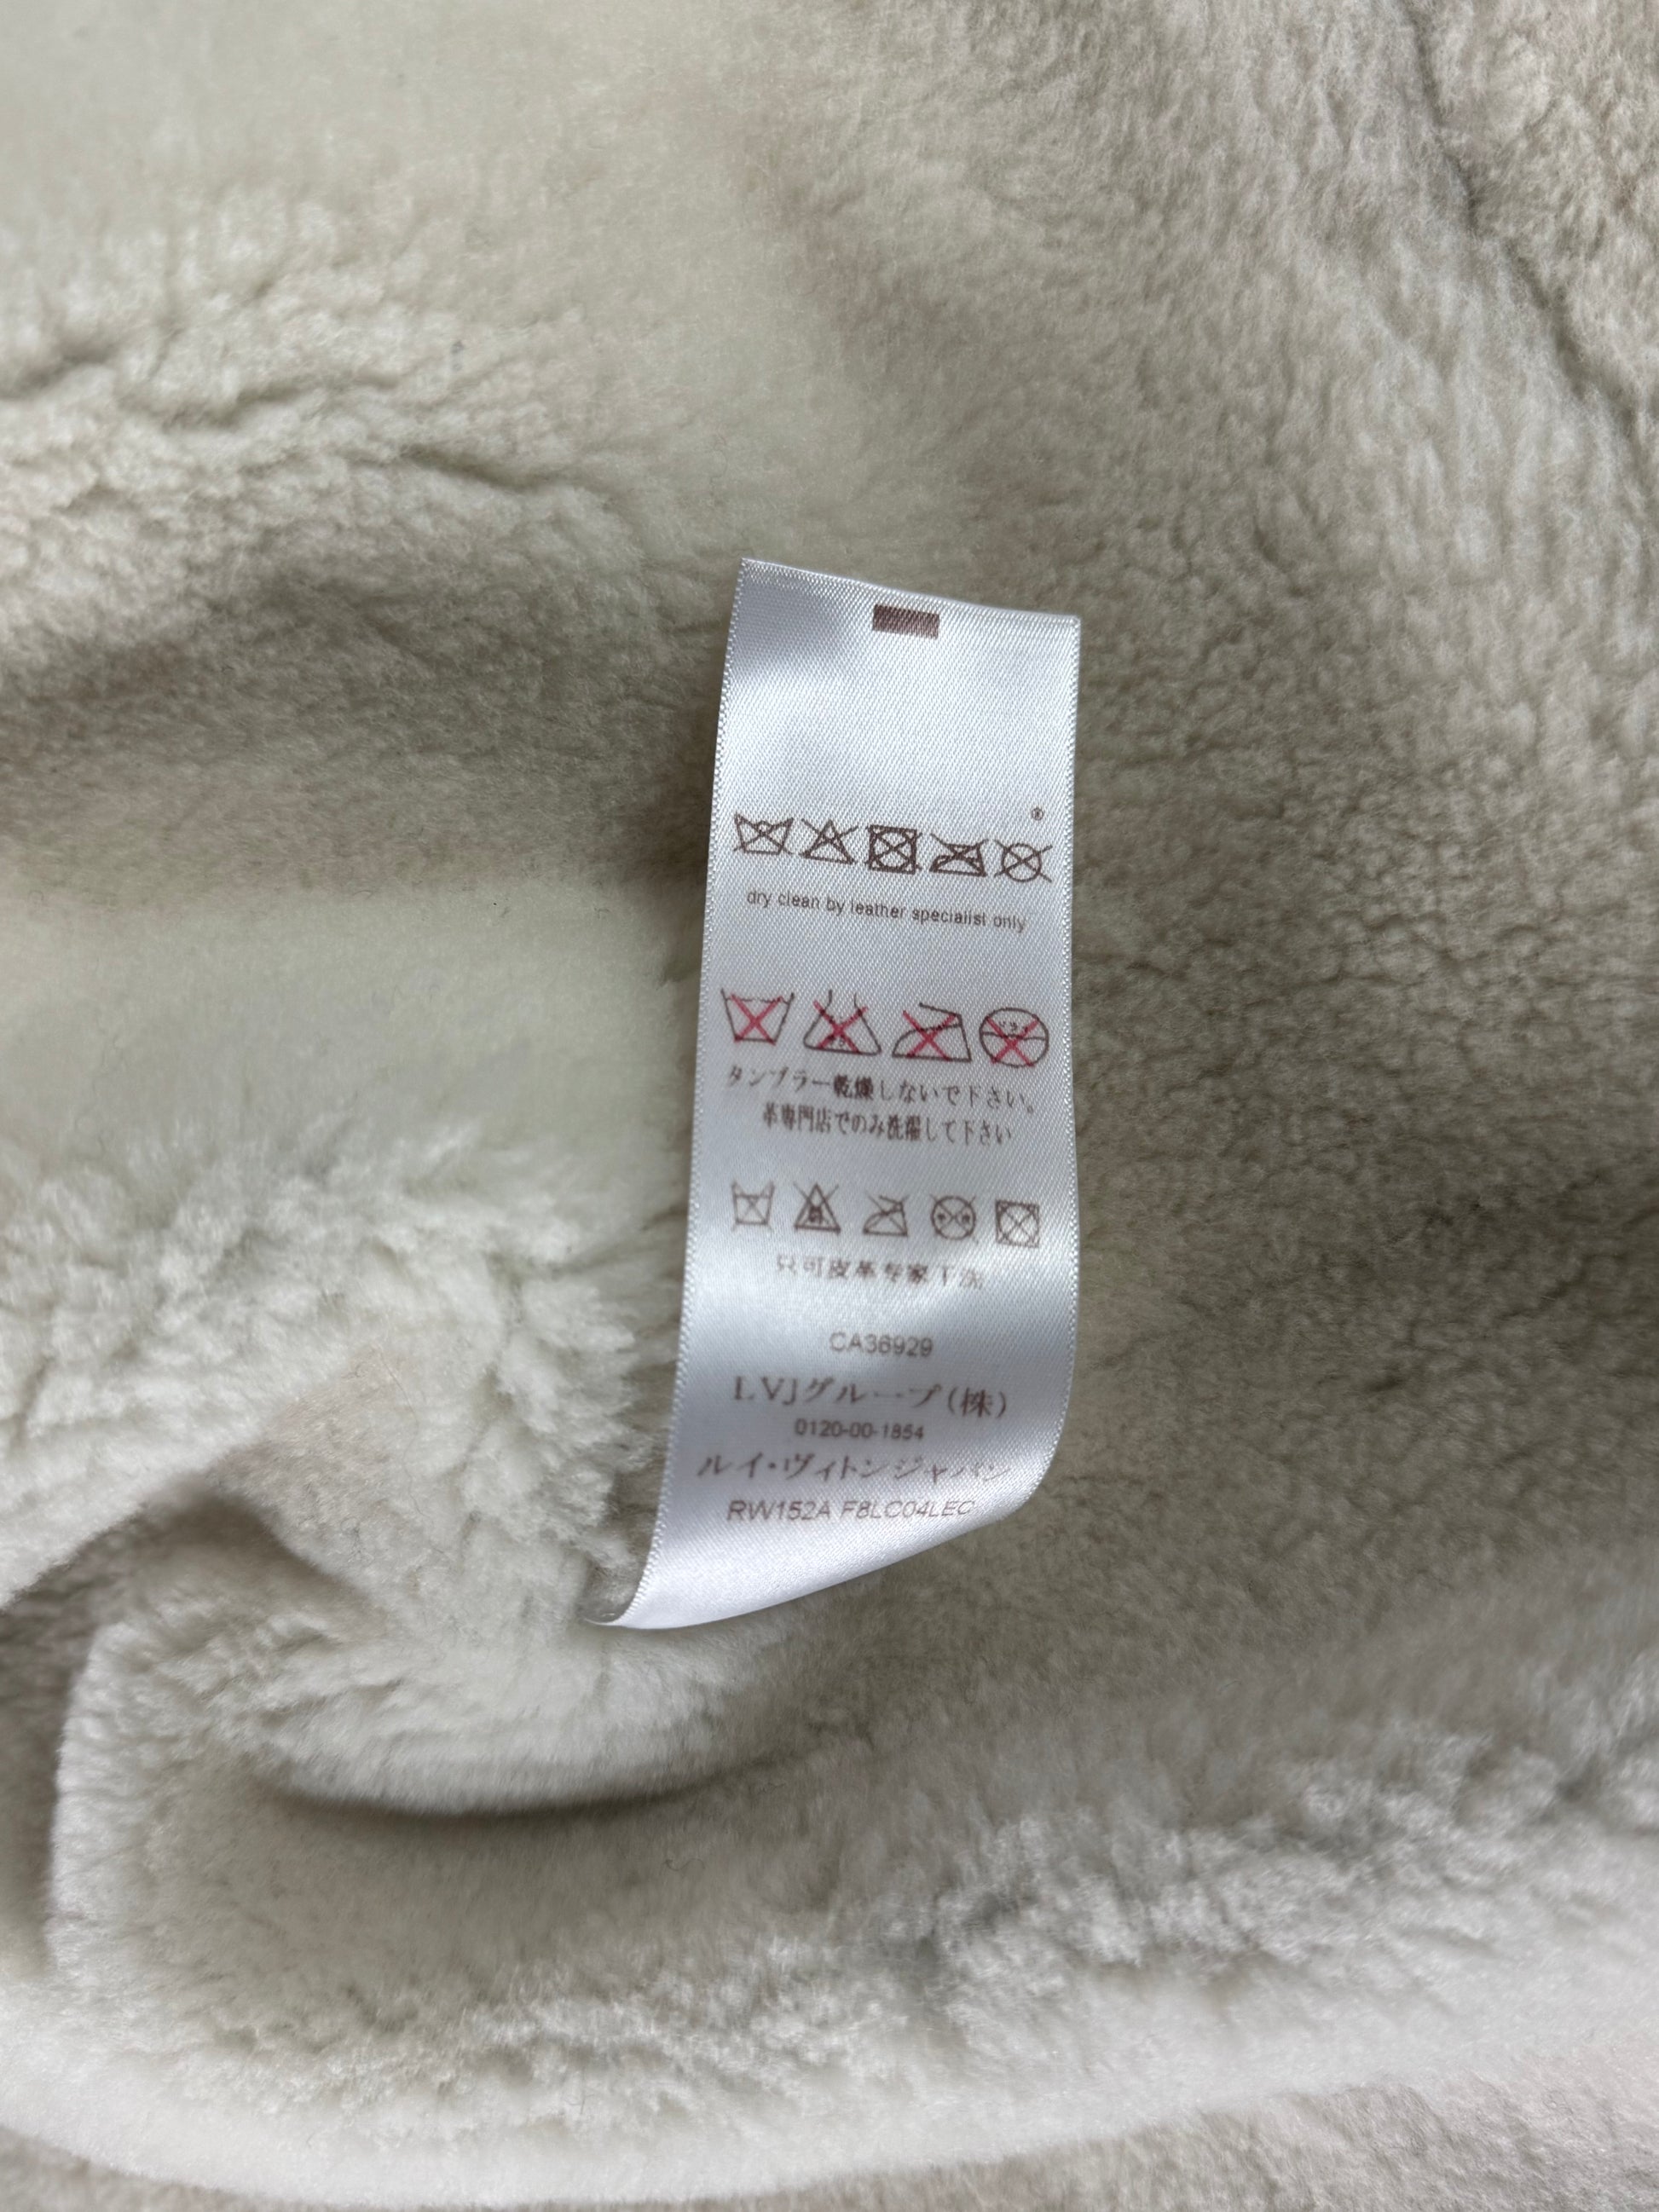 ®
dry clean by leather specialist only
タンブラー乾燥しないで下さい。
革専門店でのみ洗濯して下さい
只可皮革专家干洗
CA36929
LVJグループ(株)
0120-00-1854
ルイ・ヴィトンジャパン
RW152A F8LC04LEC